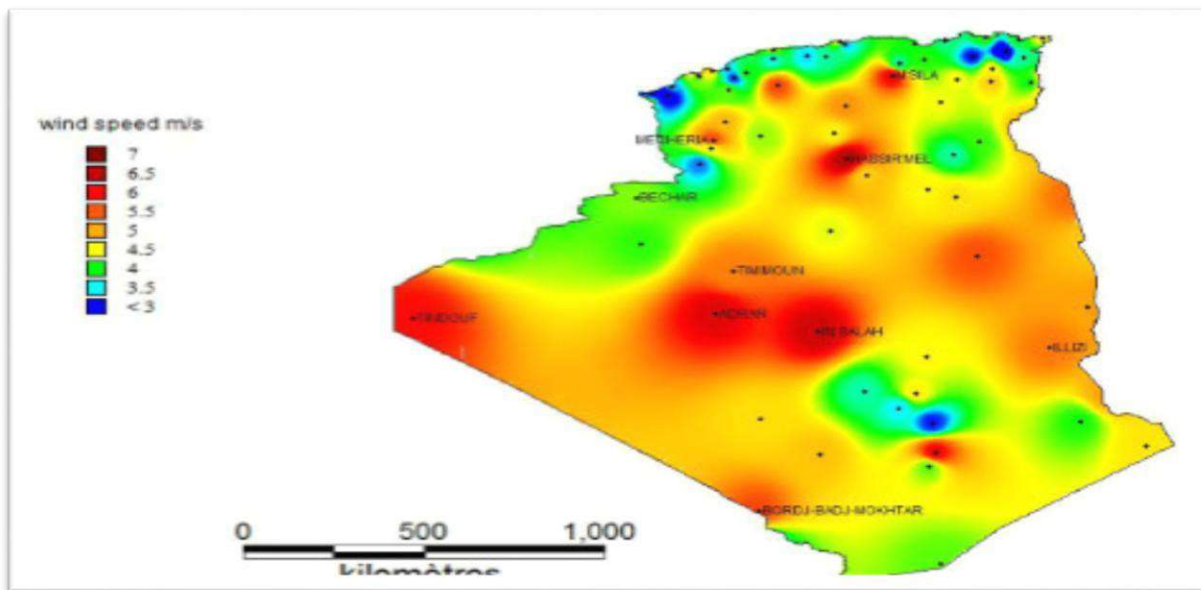 wind speed m/s
7
6.5
6
5.5
5
4.5
4
3.5
<3
M'SILA
MECHERIA
HASSIR'MEL
BECHAR
TIMIMOUN
ADRAR
TINDOUF
IN SALAH
ILLIZI
BORDJ-BADJ-MOKHTAR
0 500 1,000
kilomètres